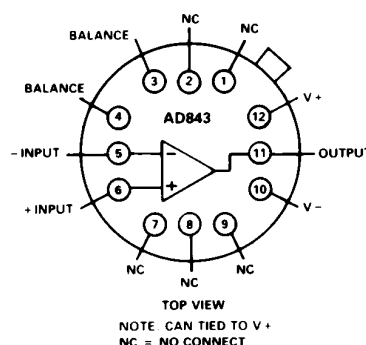 NC
BALANCE
NC
3
2
1
BALANCE
V+
4
AD843
12
- INPUT
5
-
11
OUTPUT
+ INPUT
6
+
10
V-
7
8
9
NC
NC
NC
TOP VIEW
NOTE. CAN TIED TO V+
NC = NO CONNECT